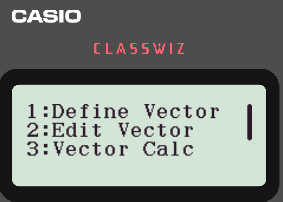 CASIO
CLASSWIZ
1:Define Vector
2:Edit Vector
3:Vector Calc